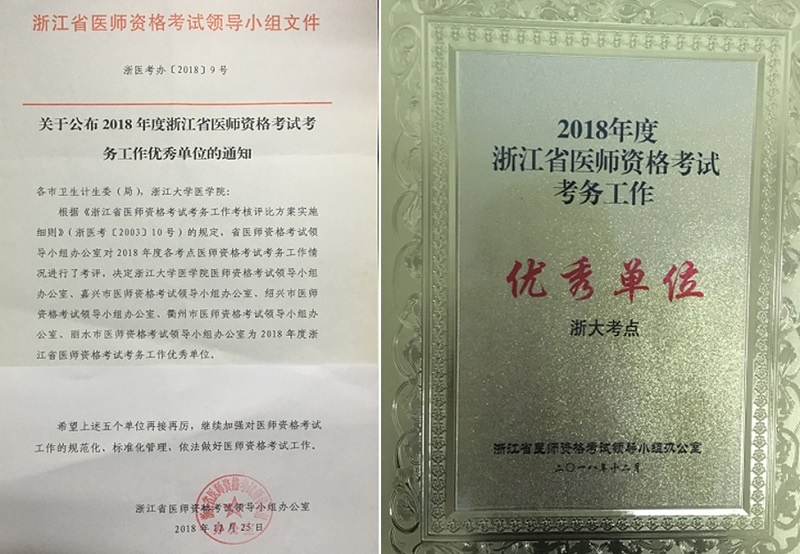 浙江省医师资格考试领导小组文件
浙医考办〔2018〕9号
关于公布2018年度浙江省医师资格考试考
务工作优秀单位的通知
各市卫生计生委（局），浙江大学医学院：
根据《浙江省医师资格考试考务工作考核评比方案实施
细则》（浙医考〔2003〕10号）的规定，省医师资格考试领
导小组办公室对2018年度各考点医师资格考试考务工作情
况进行了考评，决定浙江大学医学院医师资格考试领导小组
办公室、嘉兴市医师资格考试领导小组办公室、绍兴市医师
资格考试领导小组办公室、衢州市医师资格考试领导小组办
公室、丽水市医师资格考试领导小组办公室为2018年度浙
江省医师资格考试考务工作优秀单位。
希望上述五个单位再接再厉，继续加强对医师资格考试
工作的规范化、标准化管理，依法做好医师资格考试工作。
浙江省医师资格考试领导小组办公室
2018年12月25日
2018年度
浙江省医师资格考试
考务工作
优秀单位
浙大考点
浙江省医师资格考试领导小组办公室
二〇一八年十二月